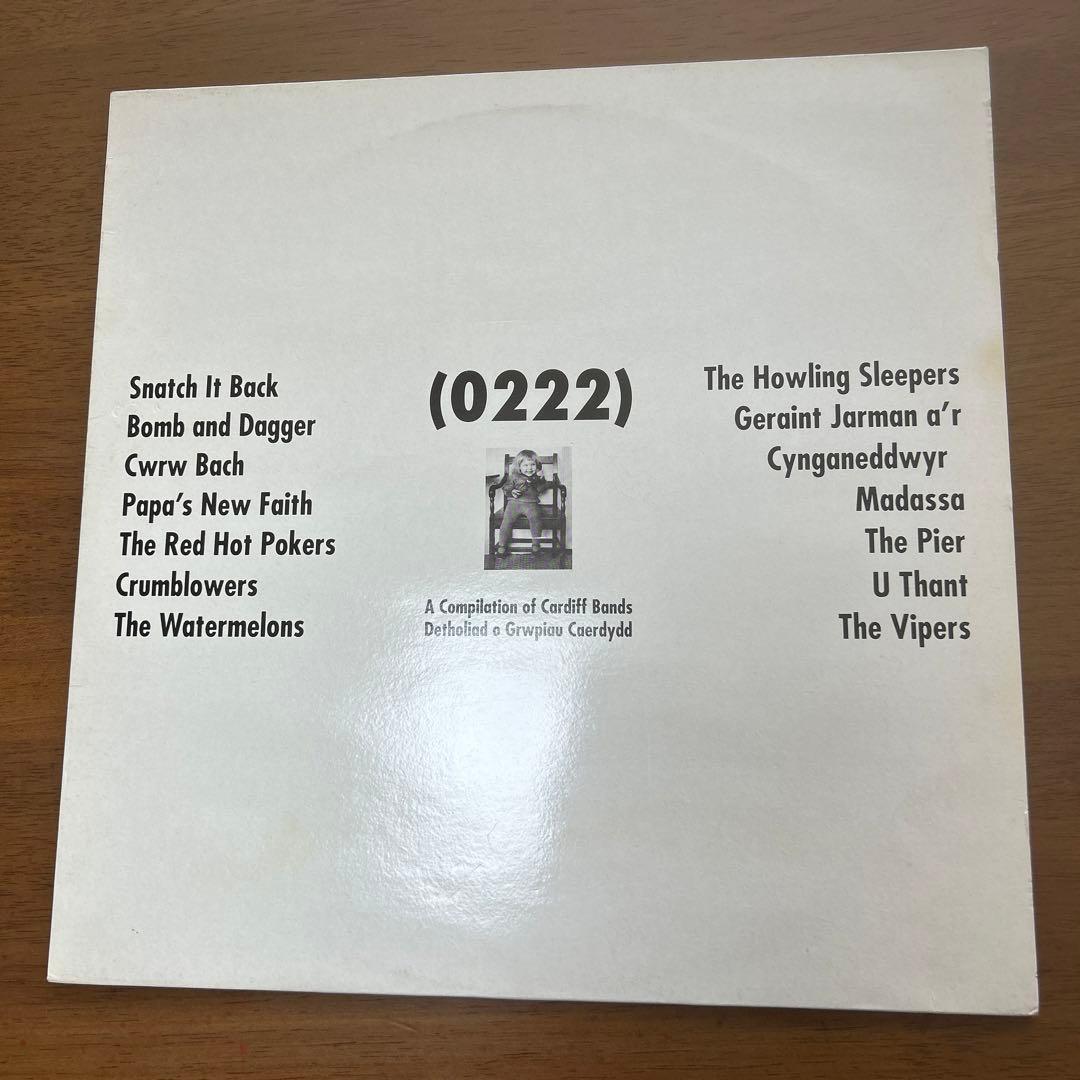 Snatch It Back
Bomb and Dagger
Cwrw Bach
Papa's New Faith
The Red Hot Pokers
Crumblowers
The Watermelons
(0222)
A Compilation of Cardiff Bands
Detholiad o Grwpiau Caerdydd
The Howling Sleepers
Geraint Jarman a'r
Cynganeddwyr
Madassa
The Pier
U Thant
The Vipers